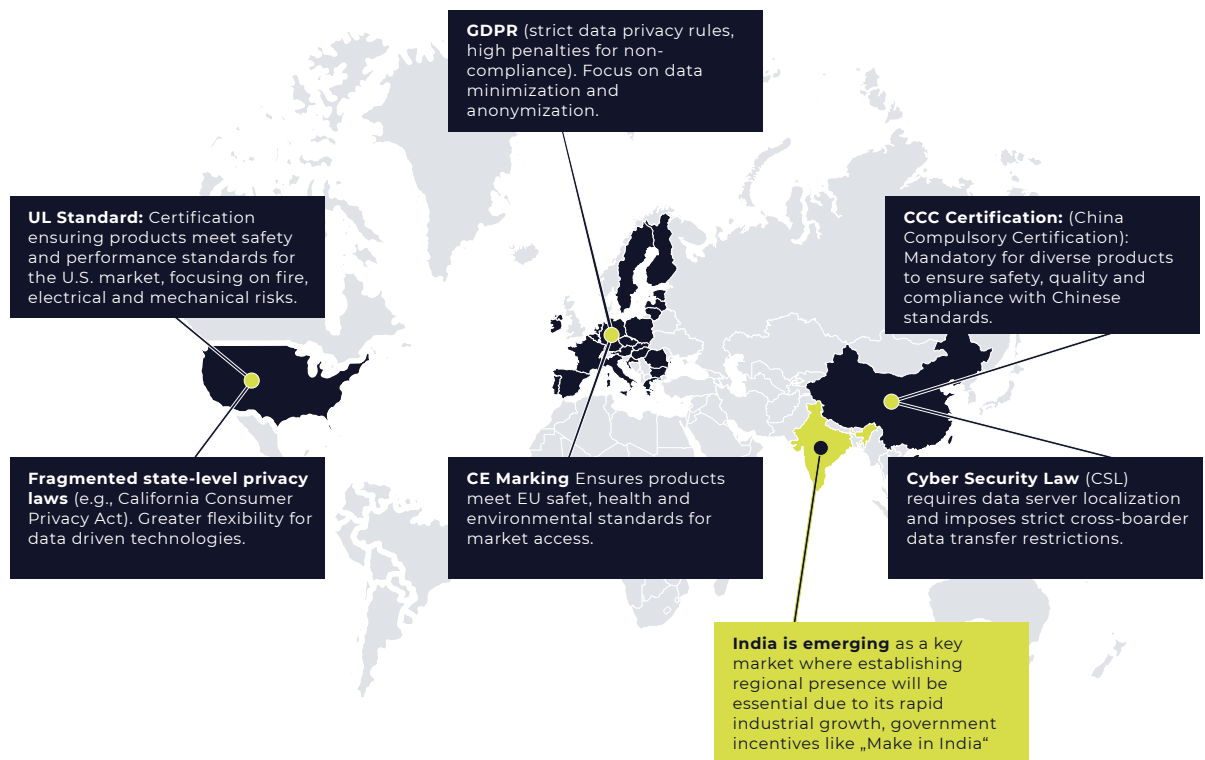 GDPR (strict data privacy rules,
high penalties for non-
compliance). Focus on data
minimization and
anonymization.
UL Standard: Certification
ensuring products meet safety
and performance standards for
the U.S. market, focusing on fire,
electrical and mechanical risks.
CCC Certification: (China
Compulsory Certification):
Mandatory for diverse products
to ensure safety, quality and
compliance with Chinese
standards.
Fragmented state-level privacy
laws (e.g., California Consumer
Privacy Act). Greater flexibility for
data driven technologies.
CE Marking Ensures products
meet EU safet, health and
environmental standards for
market access.
Cyber Security Law (CSL)
requires data server localization
and imposes strict cross-boarder
data transfer restrictions.
India is emerging as a key
market where establishing
regional presence will be
essential due to its rapid
industrial growth, government
incentives like „Make in India“